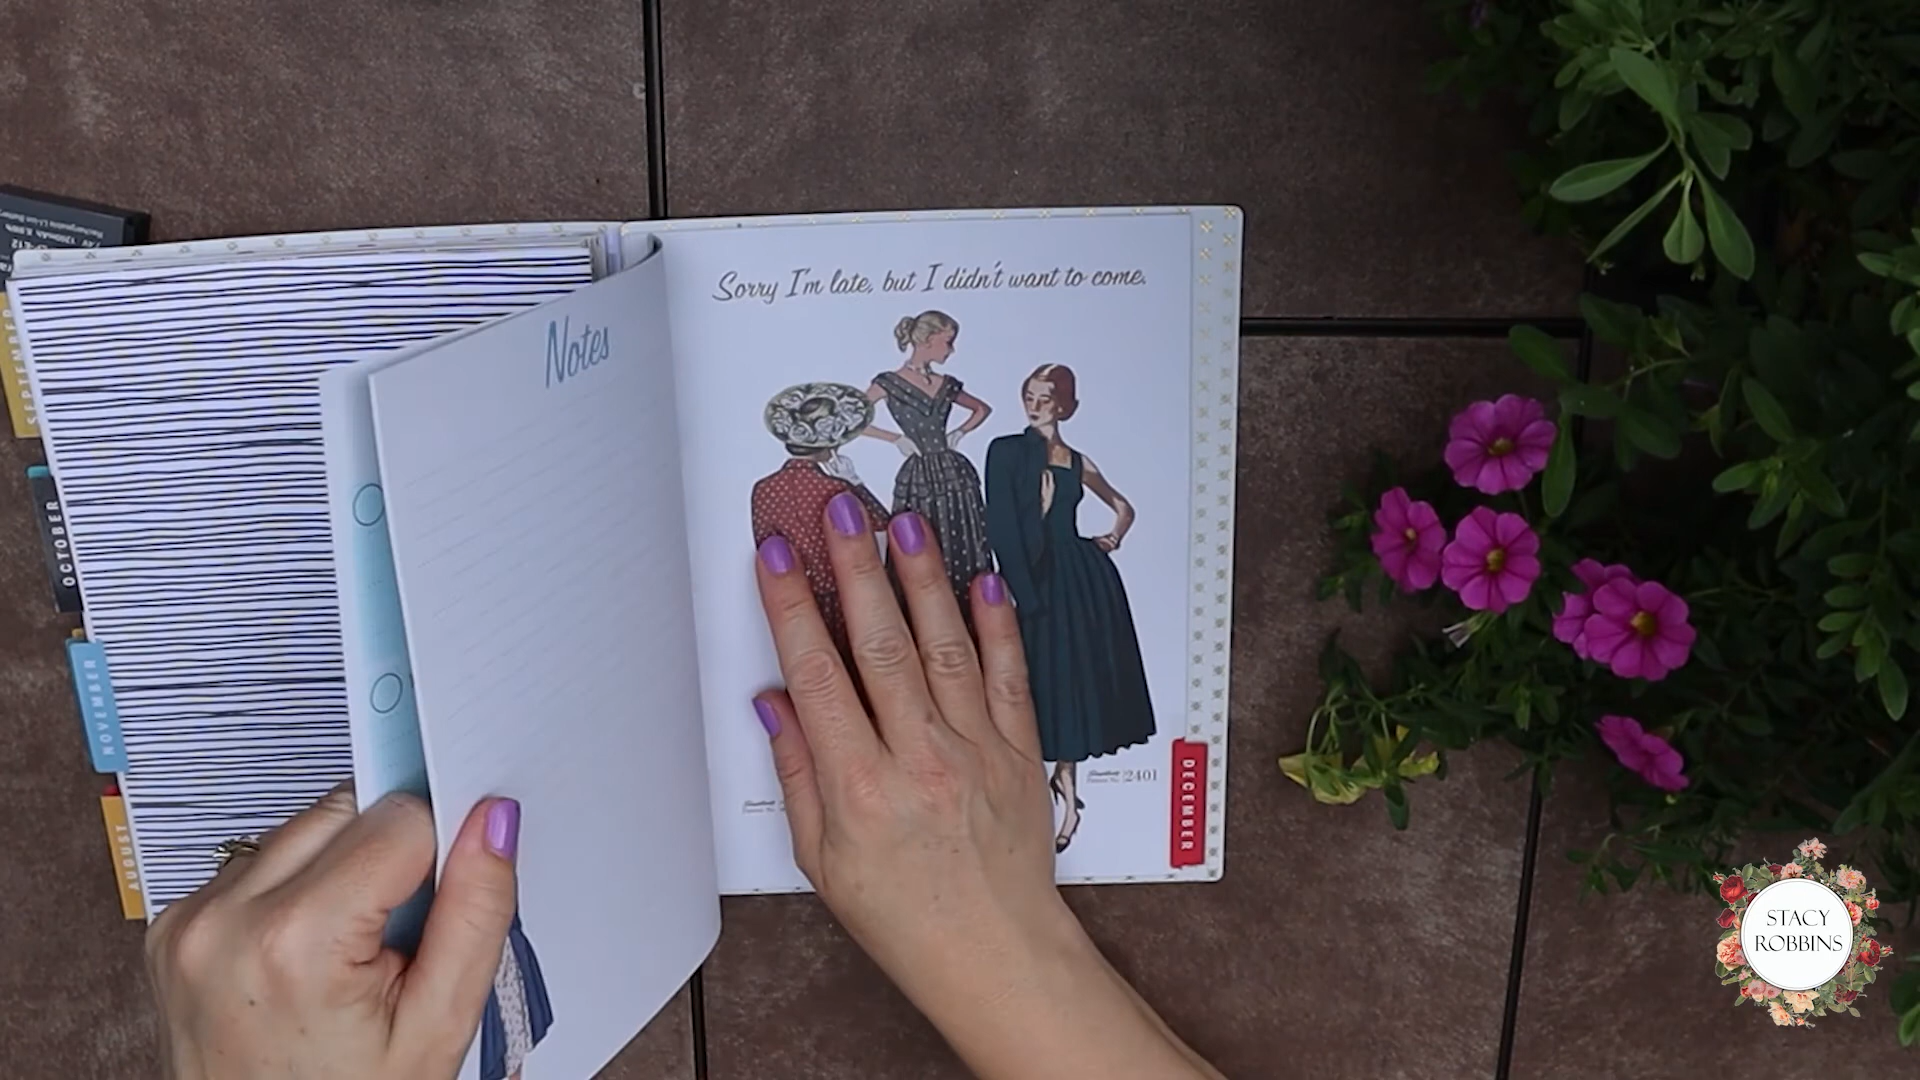 Sorry I'm late, but I didn't want to come.
Notes
SEPTEMBER
OCTOBER
NOVEMBER
AUGUST
DECEMBER
2401
STACY
ROBBINS